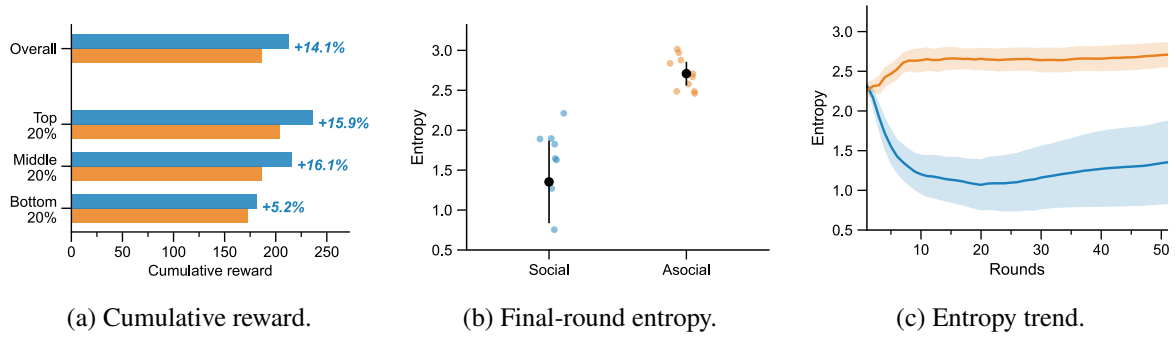 Overall
+14.1%
Top
20%
+15.9%
Middle
20%
+16.1%
Bottom
20%
+5.2%
0 50 100 150 200 250
Cumulative reward
(a) Cumulative reward.
Entropy
3.0
2.5
2.0
1.5
1.0
0.5
Social Asocial
(b) Final-round entropy.
Entropy
3.0
2.5
2.0
1.5
1.0
0.5
10 20 30 40 50
Rounds
(c) Entropy trend.